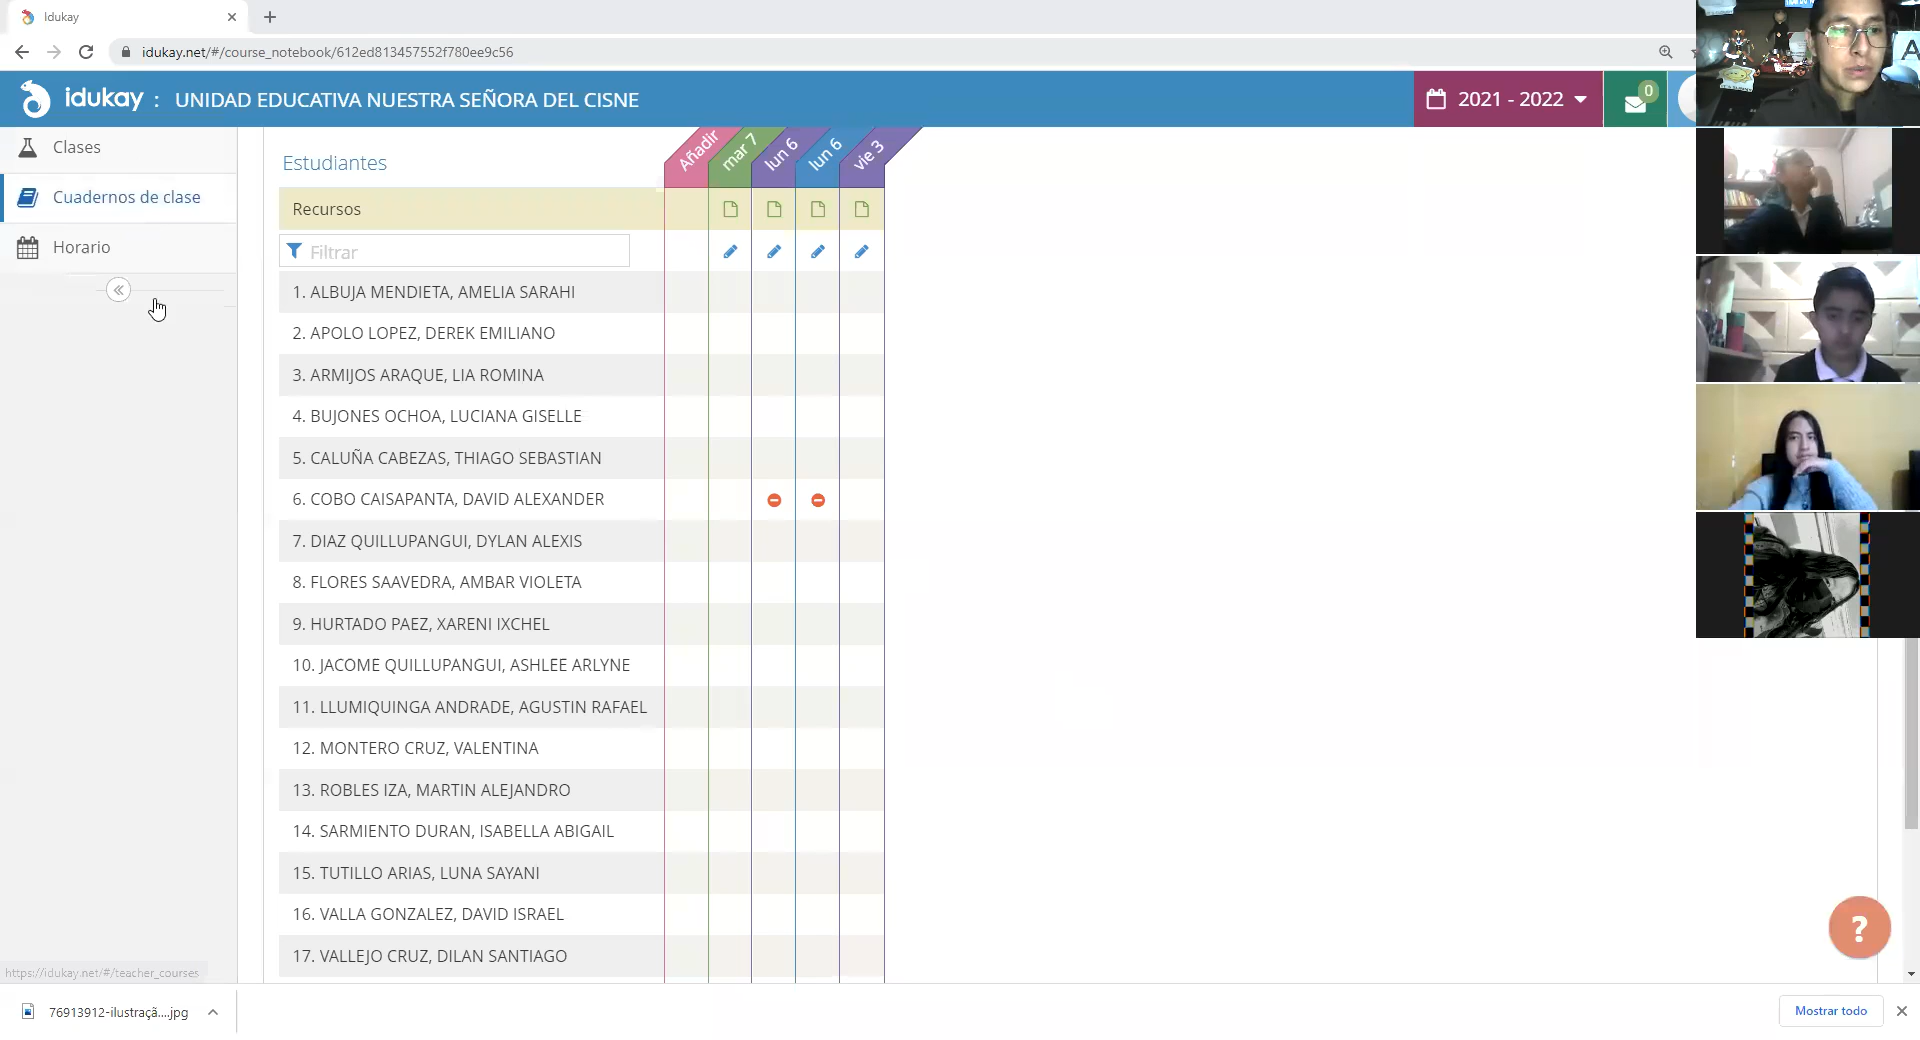 Idukay
idukay.net/#/course_notebook/612ed813457552f780ee9c56
idukay : UNIDAD EDUCATIVA NUESTRA SEÑORA DEL CISNE
2021 - 2022
0
A
Clases
Cuadernos de clase
Horario
Estudiantes
Añadir
mar 7
lun 6
lun 6
vie 3
Recursos
Filtrar
1. ALBUJA MENDIETA, AMELIA SARAHI
2. APOLO LOPEZ, DEREK EMILIANO
3. ARMIJOS ARAQUE, LIA ROMINA
4. BUJONES OCHOA, LUCIANA GISELLE
5. CALUÑA CABEZAS, THIAGO SEBASTIAN
6. COBO CAISAPANTA, DAVID ALEXANDER
7. DIAZ QUILLUPANGUI, DYLAN ALEXIS
8. FLORES SAAVEDRA, AMBAR VIOLETA
9. HURTADO PAEZ, XARENI IXCHEL
10. JACOME QUILLUPANGUI, ASHLEE ARLYNE
11. LLUMIQUINGA ANDRADE, AGUSTIN RAFAEL
12. MONTERO CRUZ, VALENTINA
13. ROBLES IZA, MARTIN ALEJANDRO
14. SARMIENTO DURAN, ISABELLA ABIGAIL
15. TUTILLO ARIAS, LUNA SAYANI
16. VALLA GONZALEZ, DAVID ISRAEL
17. VALLEJO CRUZ, DILAN SANTIAGO
?
https://idukay.net/#/teacher_courses
76913912-ilustraçã....jpg
Mostrar todo